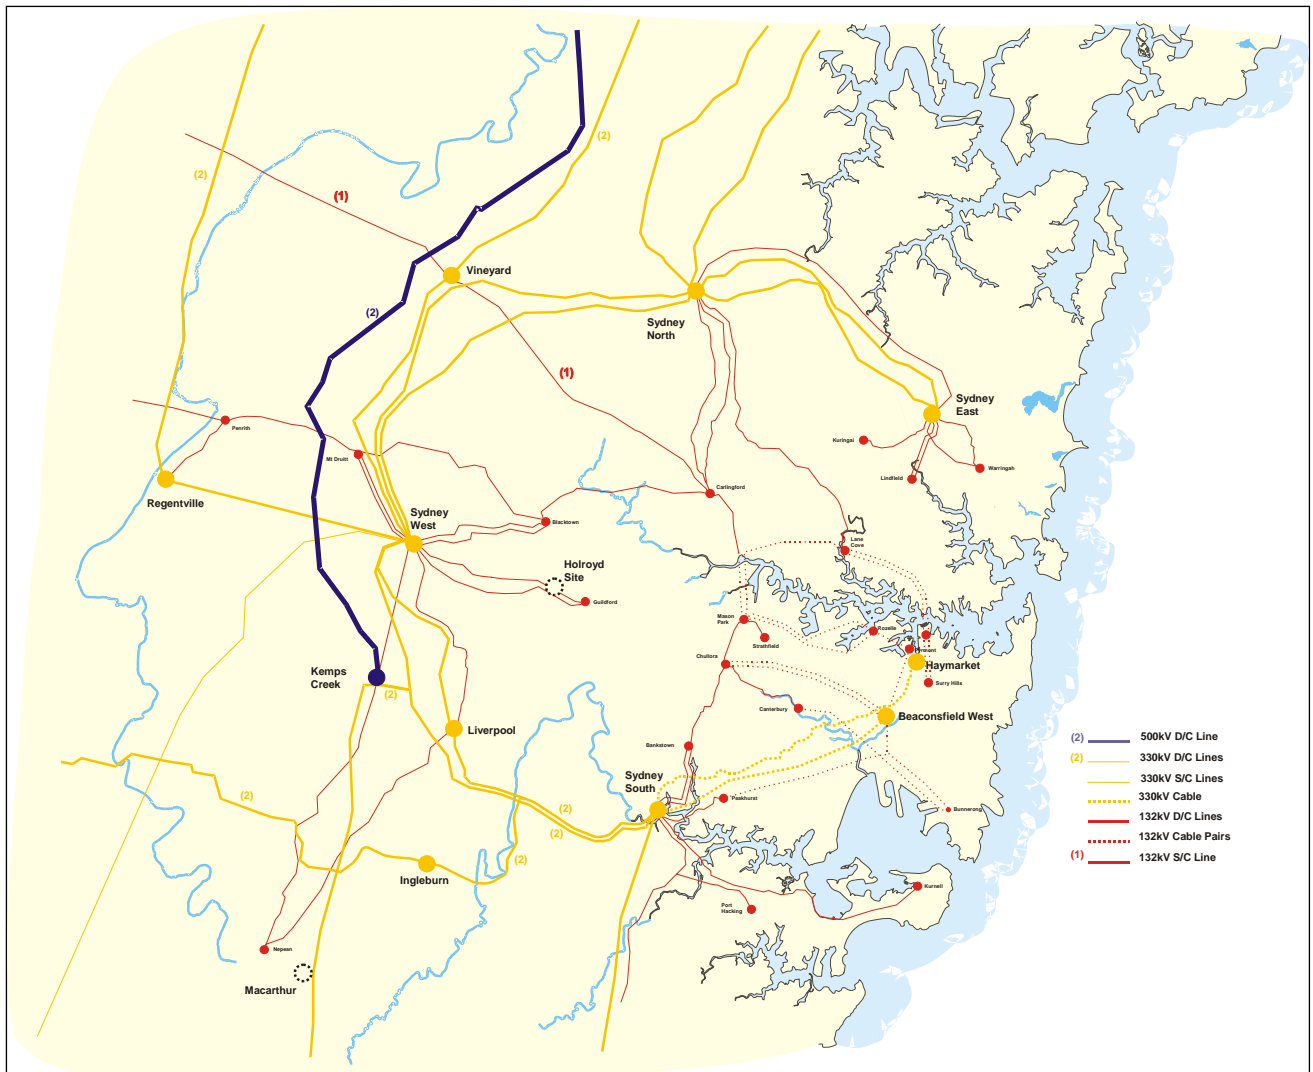 (2)
(2)
(1)
Vineyard
(2)
Sydney
North
(1)
Sydney
East
Penrith
Kuringai
Mt Druitt
Warringah
Lindfield
Regentville
Carlingford
Sydney
West
Blacktown
Lane
Cove
Holroyd
Site
Guildford
Mason
Park
Strathfield
Rozelle
Pyrmont
Chullora
Haymarket
Kemps
Creek
Surry Hills
(2)
Canterbury
Beaconsfield West
Liverpool
Bankstown
Sydney
South
Peakhurst
Bunnerong
(2)
(2)
(2)
(2)
Ingleburn
Kurnell
Port
Hacking
Nepean
Macarthur
(2) 500kV D/C Line
(2) 330kV D/C Lines
330kV S/C Lines
330kV Cable
132kV D/C Lines
132kV Cable Pairs
(1) 132kV S/C Line